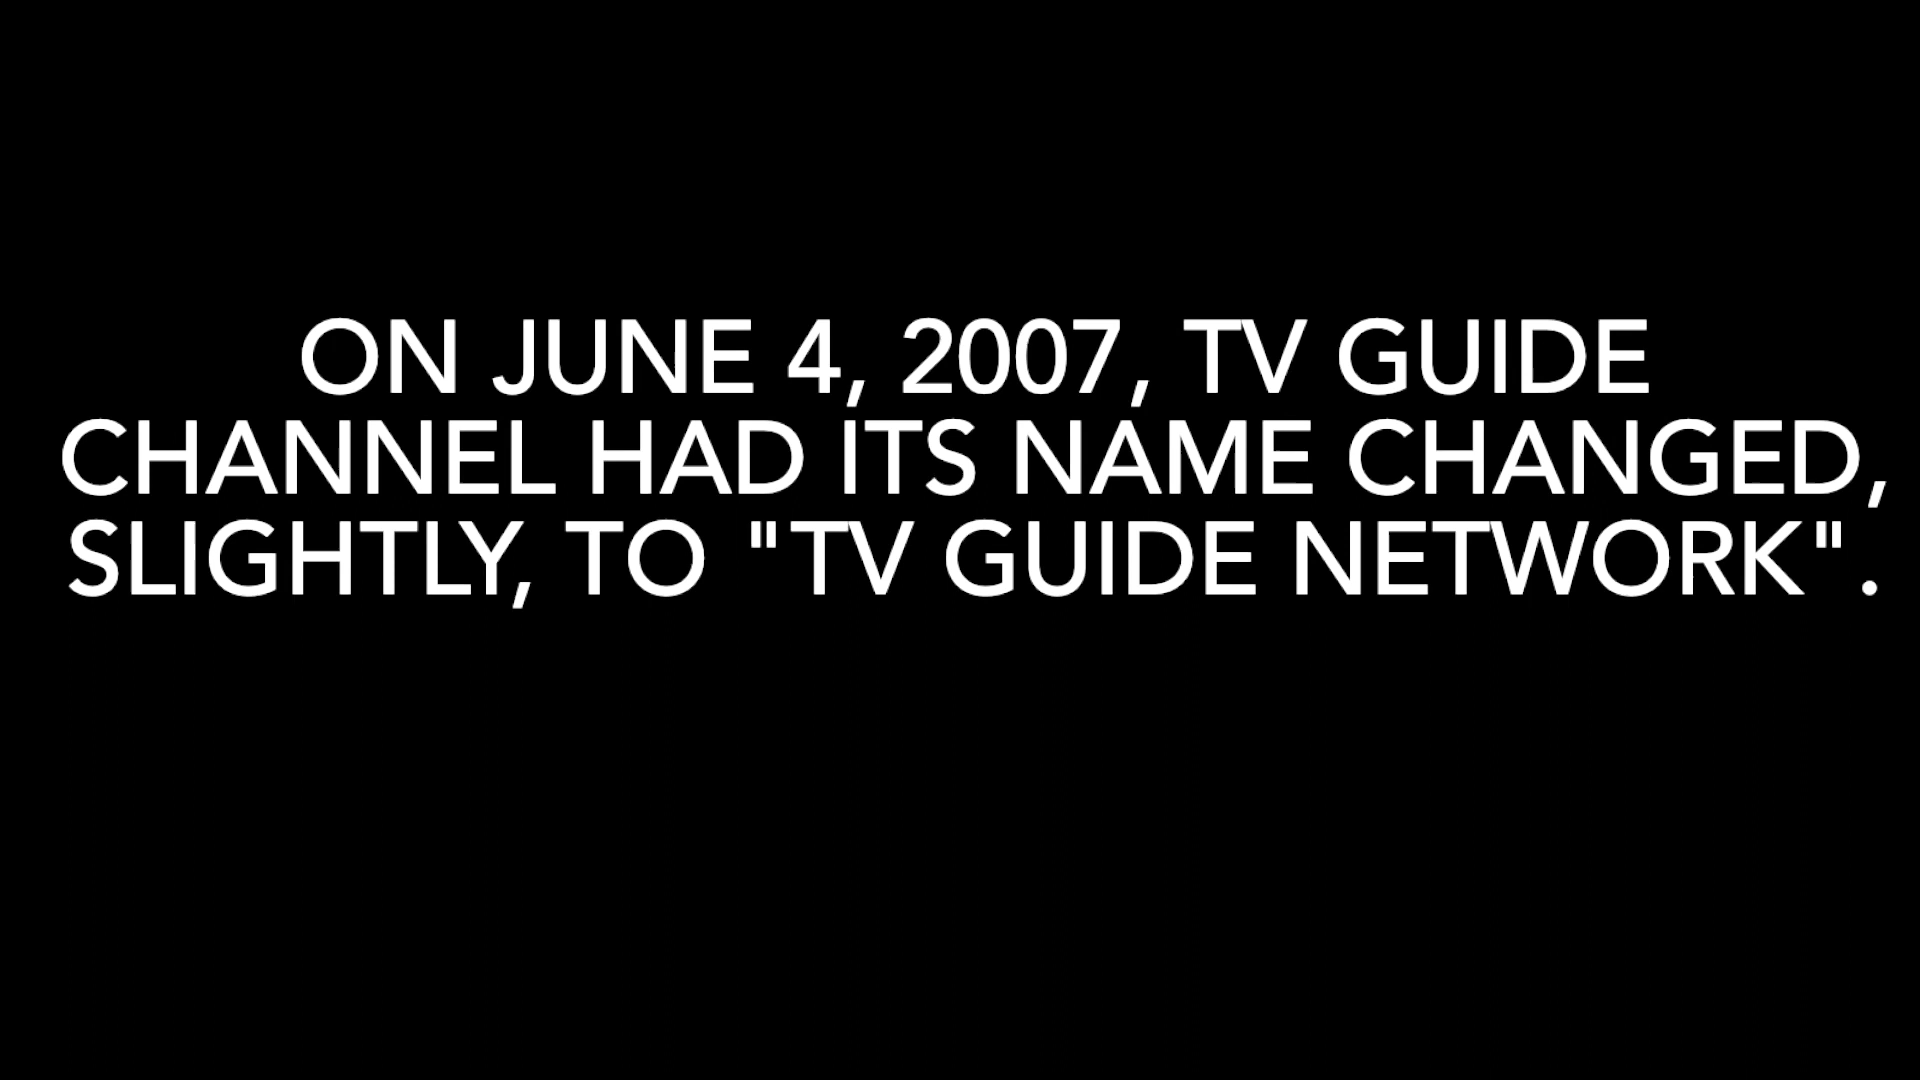 ON JUNE 4, 2007, TV GUIDE
CHANNEL HAD ITS NAME CHANGED,
SLIGHTLY, TO "TV GUIDE NETWORK".